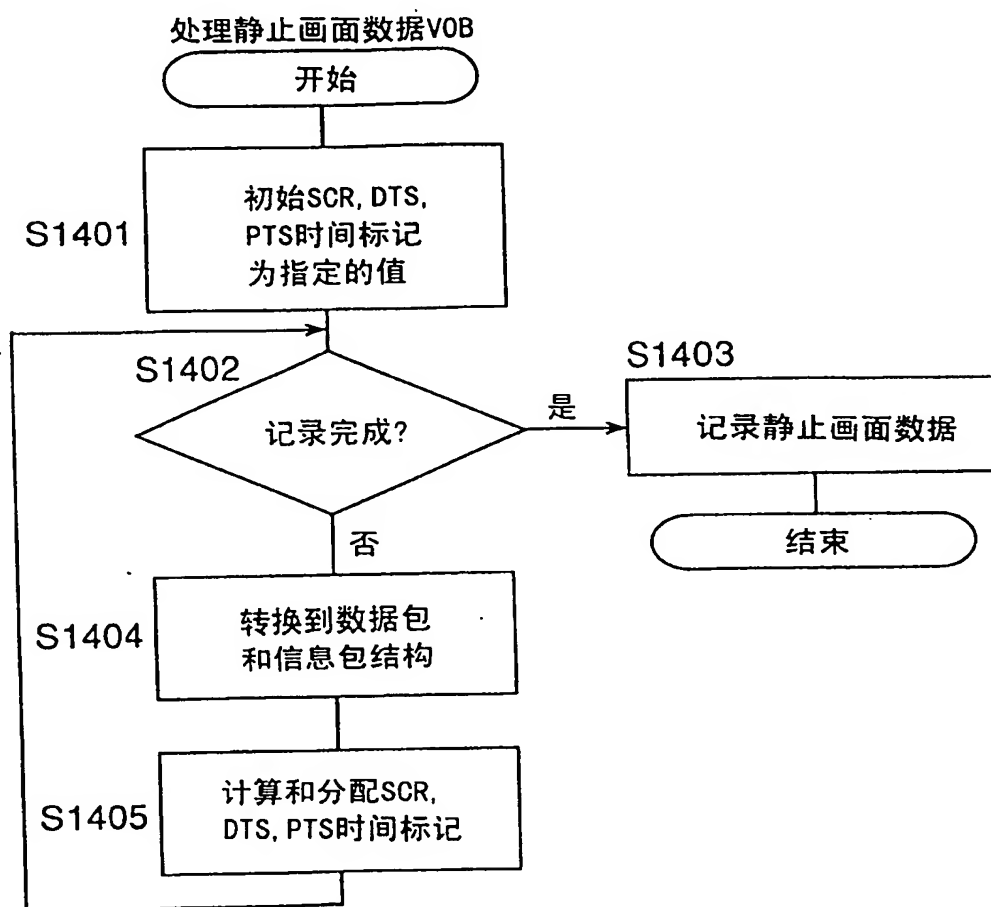 处理静止画面数据VOB
开始
S1401
初始SCR, DTS,
PTS时间标记
为指定的值
S1402
记录完成?
是
S1403
记录静止画面数据
结束
否
S1404
转换到数据包
和信息包结构
S1405
计算和分配SCR,
DTS, PTS时间标记